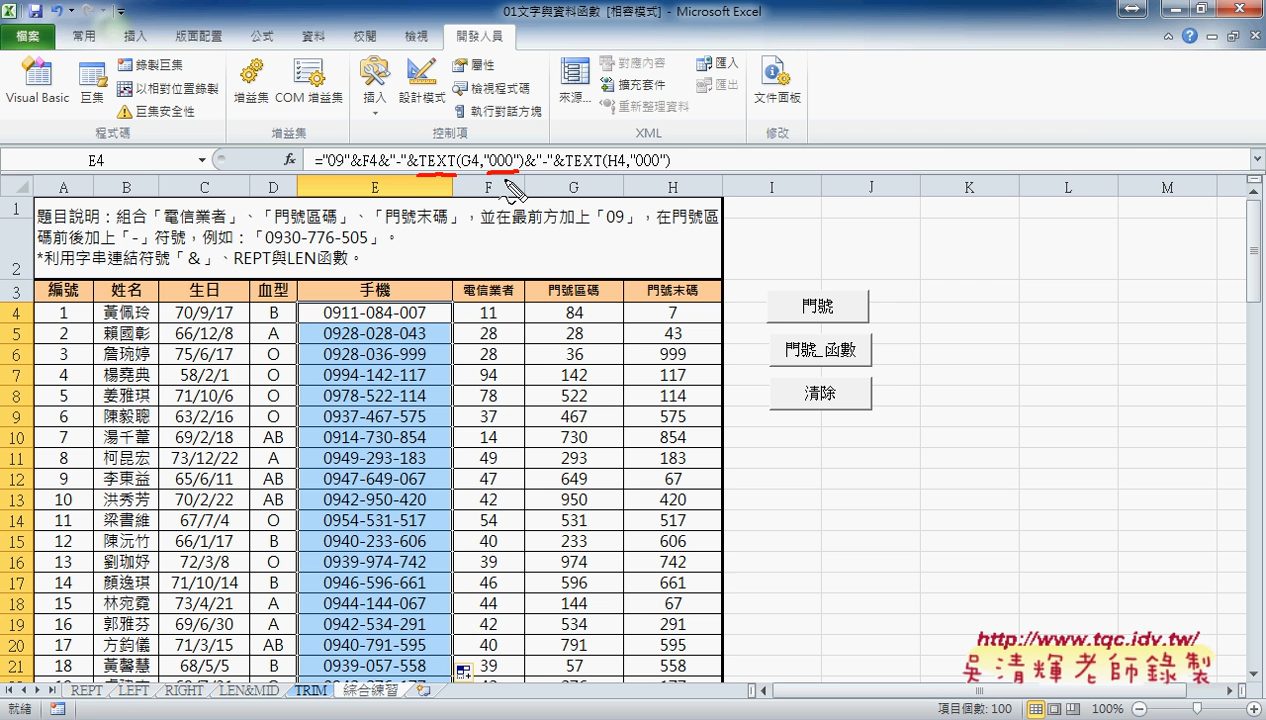 01文字與資料函數 [相容模式] - Microsoft Excel
檔案 常用 插入 版面配置 公式 資料 校閱 檢視 開發人員
Visual Basic 巨集 錄製巨集 以相對位置錄製 巨集安全性 程式碼
增益集 COM 增益集 增益集
插入 設計模式 屬性 檢視程式碼 執行對話方塊 控制項
來源... 對應內容 擴充套件 重新整理資料 匯入 匯出 XML
文件面板 修改
E4 fx ="09"&F4&"-"&TEXT(G4,"000")&"-"&TEXT(H4,"000")
A B C D E F G H I J K L M
1 題目說明：組合「電信業者」、「門號區碼」、「門號末碼」，並在最前方加上「09」，在門號區
碼前後加上「-」符號，例如：「0930-776-505」。
2 *利用字串連結符號「&」、REPT與LEN函數。
3 編號 姓名 生日 血型 手機 電信業者 門號區碼 門號末碼
4 1 黃佩玲 70/9/17 B 0911-084-007 11 84 7
5 2 賴國彰 66/12/8 A 0928-028-043 28 28 43
6 3 詹琬婷 75/6/17 O 0928-036-999 28 36 999
7 4 楊堯典 58/2/1 O 0994-142-117 94 142 117
8 5 姜雅琪 71/10/6 O 0978-522-114 78 522 114
9 6 陳毅聰 63/2/16 O 0937-467-575 37 467 575
10 7 湯千葦 69/2/18 AB 0914-730-854 14 730 854
11 8 柯昆宏 73/12/22 A 0949-293-183 49 293 183
12 9 李東益 65/6/11 AB 0947-649-067 47 649 67
13 10 洪秀芳 70/2/22 AB 0942-950-420 42 950 420
14 11 梁書維 67/7/4 O 0954-531-517 54 531 517
15 12 陳沅竹 66/1/17 B 0940-233-606 40 233 606
16 13 劉珈妤 72/3/8 O 0939-974-742 39 974 742
17 14 顏逸琪 71/10/14 B 0946-596-661 46 596 661
18 15 林宛霓 73/4/21 A 0944-144-067 44 144 67
19 16 郭雅芬 69/6/30 A 0942-534-291 42 534 291
20 17 方鈞儀 71/3/15 AB 0940-791-595 40 791 595
21 18 黃馨慧 68/5/5 B 0939-057-558 39 57 558
門號
門號_函數
清除
http://www.tqc.idv.tw/
吳清輝老師錄製
REPT LEFT RIGHT LEN&MID TRIM 綜合練習
就緒 項目個數: 100 100%